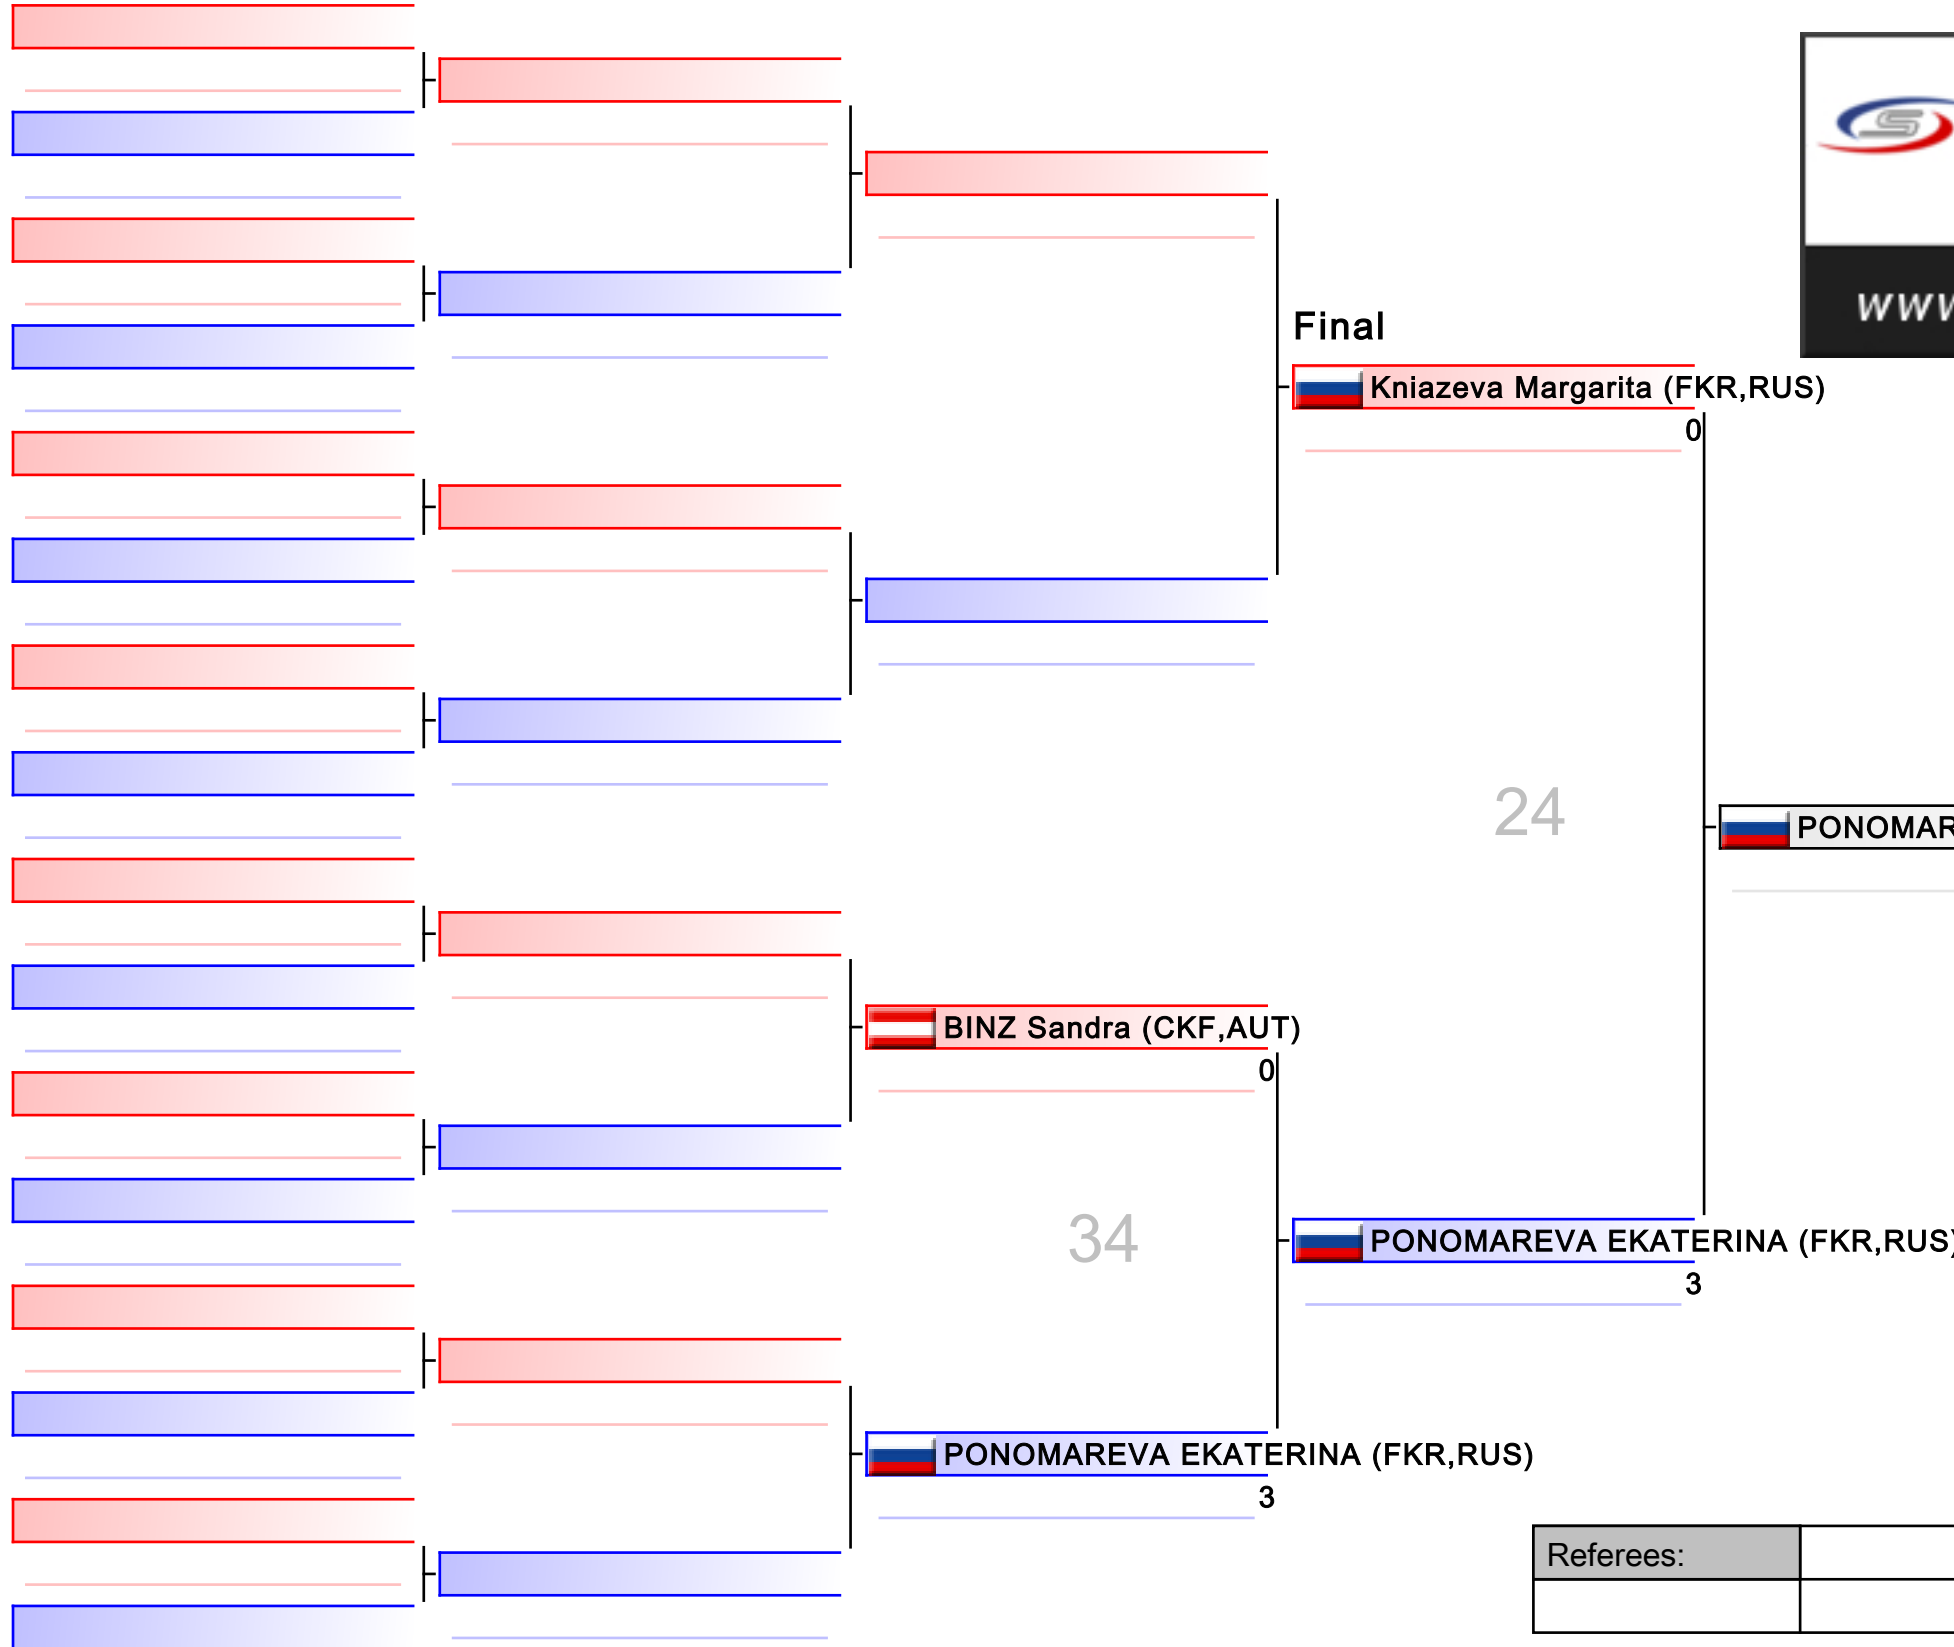 Final
Kniazeva Margarita (FKR,RUS)
0
24
PONOMAR
BINZ Sandra (CKF,AUT)
0
34
PONOMAREVA EKATERINA (FKR,RUS)
3
PONOMAREVA EKATERINA (FKR,RUS)
3
Referees: